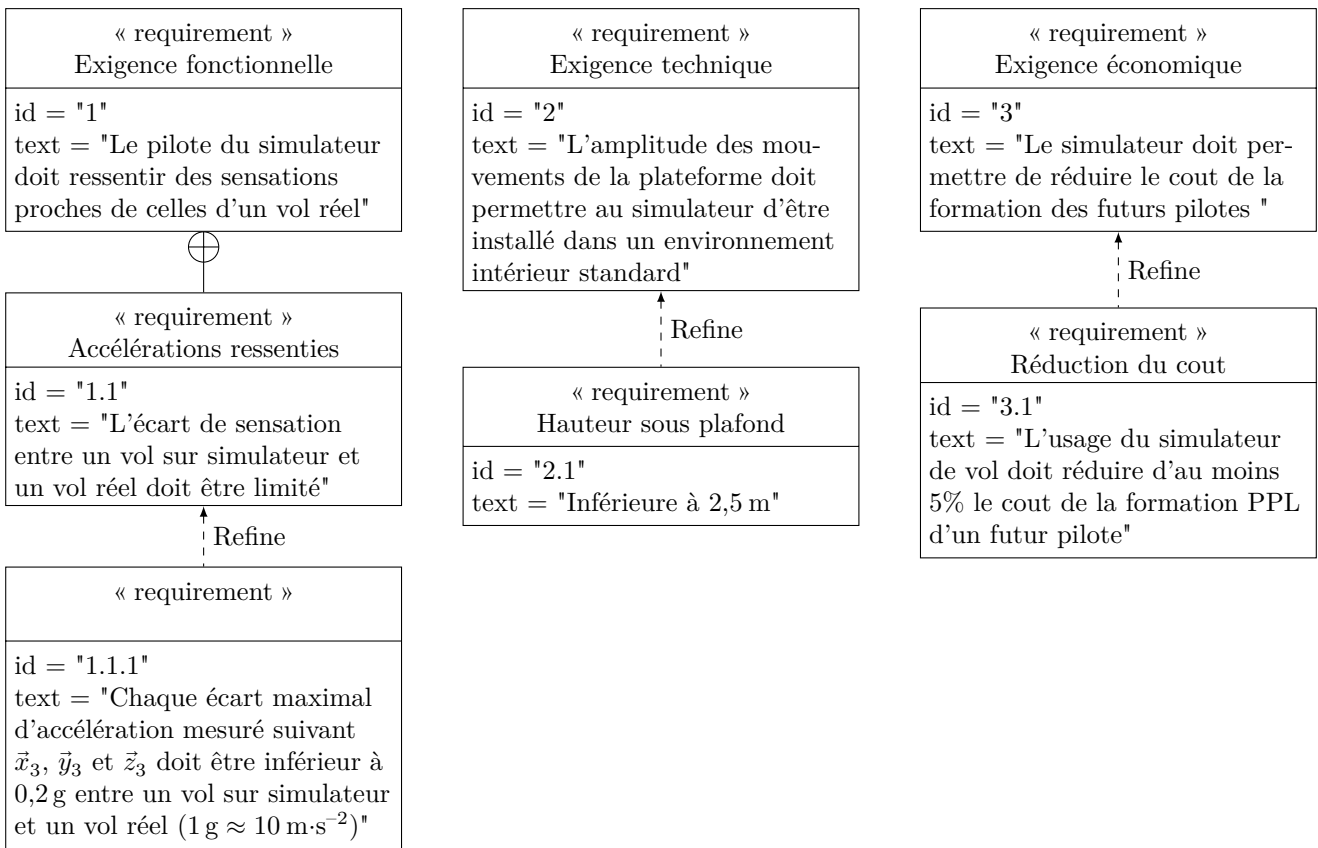 « requirement »
Exigence fonctionnelle
id = "1"
text = "Le pilote du simulateur
doit ressentir des sensations
proches de celles d'un vol réel"
« requirement »
Accélérations ressenties
id = "1.1"
text = "L'écart de sensation
entre un vol sur simulateur et
un vol réel doit être limité"
Refine
« requirement »
id = "1.1.1"
text = "Chaque écart maximal
d'accélération mesuré suivant
x⃗₃, y⃗₃ et z⃗₃ doit être inférieur à
0,2 g entre un vol sur simulateur
et un vol réel (1 g ≈ 10 m·s⁻²)"
« requirement »
Exigence technique
id = "2"
text = "L'amplitude des mou-
vements de la plateforme doit
permettre au simulateur d'être
installé dans un environnement
intérieur standard"
Refine
« requirement »
Hauteur sous plafond
id = "2.1"
text = "Inférieure à 2,5 m"
« requirement »
Exigence économique
id = "3"
text = "Le simulateur doit per-
mettre de réduire le cout de la
formation des futurs pilotes "
Refine
« requirement »
Réduction du cout
id = "3.1"
text = "L'usage du simulateur
de vol doit réduire d'au moins
5% le cout de la formation PPL
d'un futur pilote"